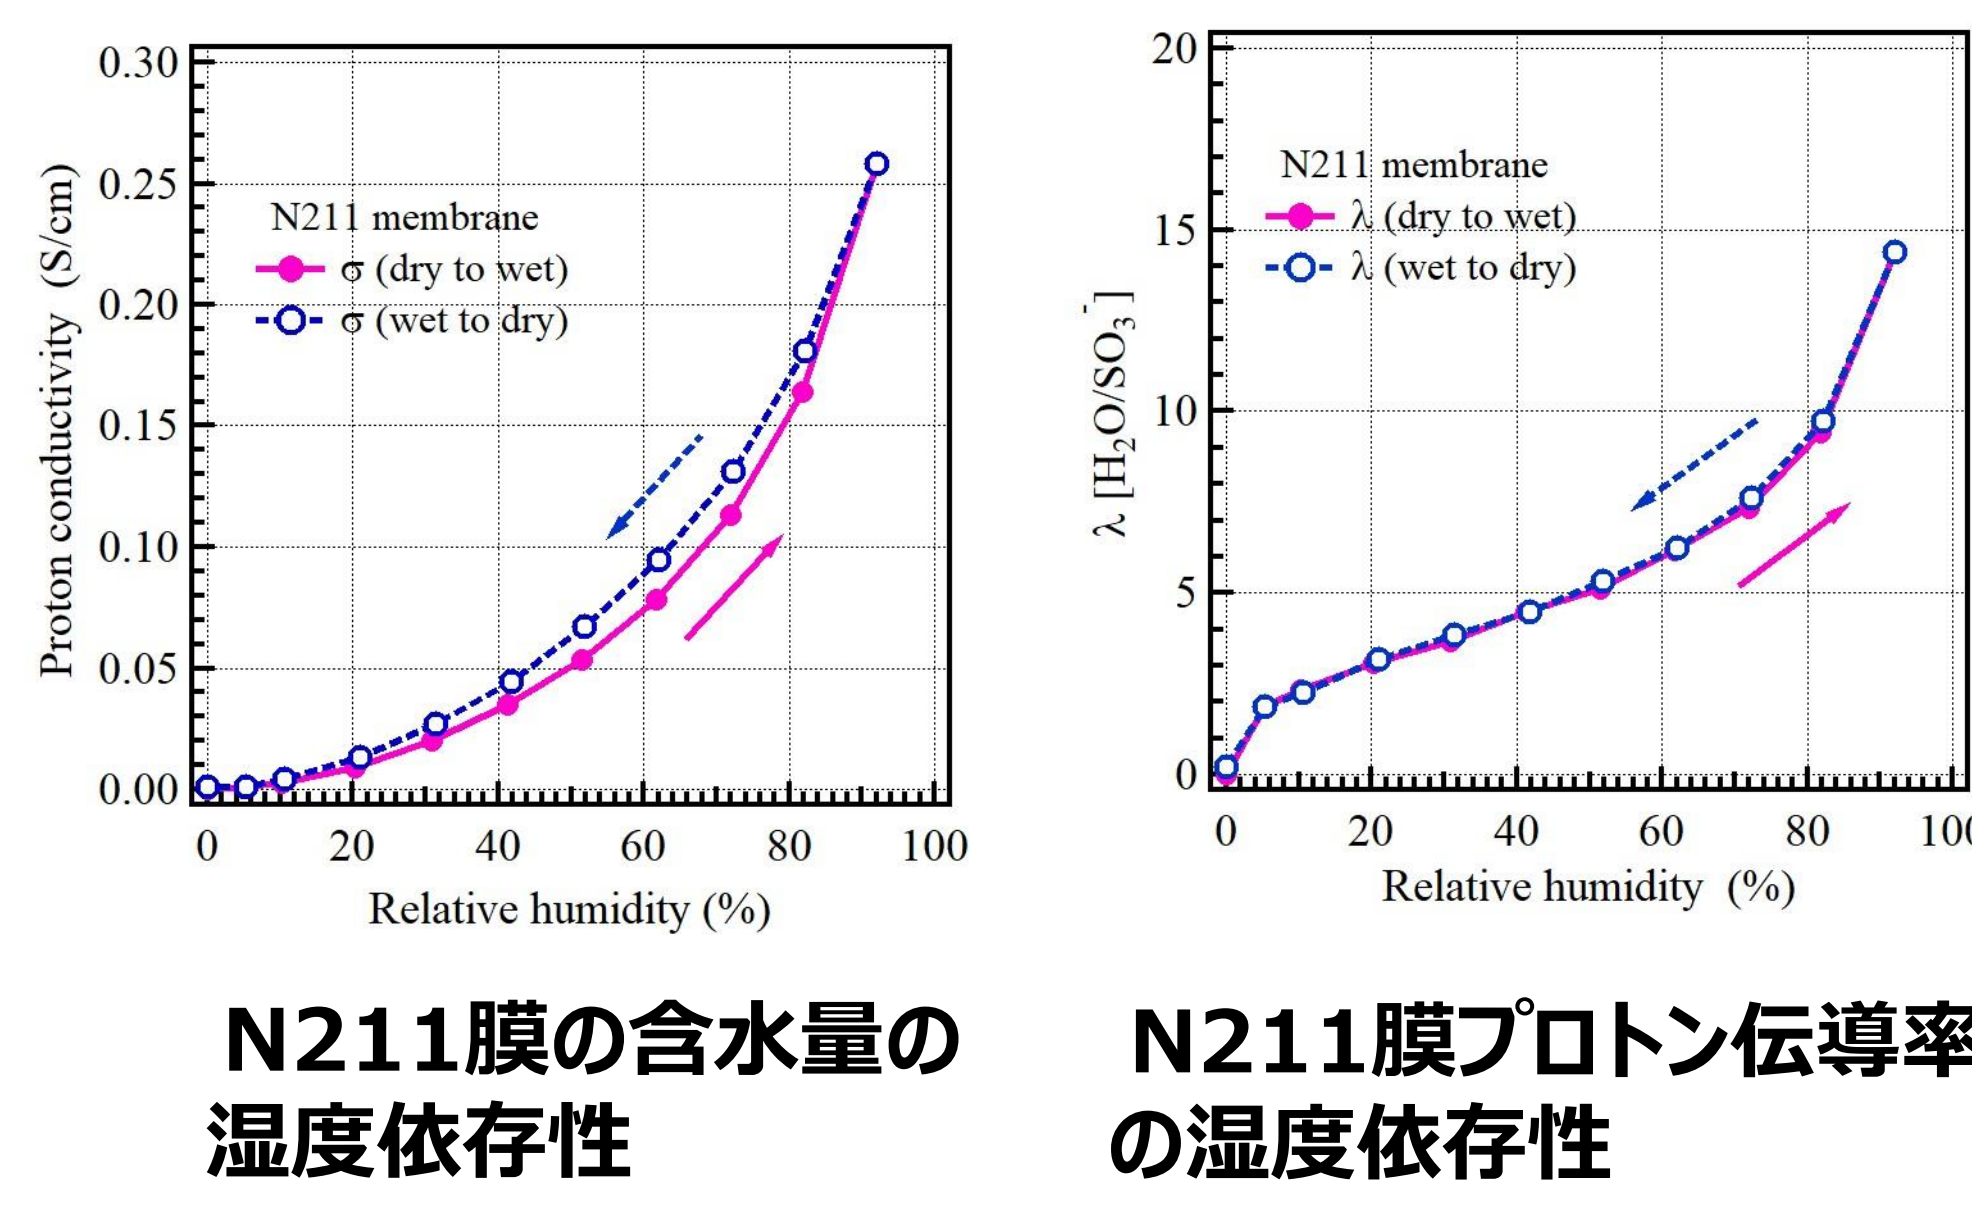 0.30
0.25
0.20
0.15
0.10
0.05
0.00
Proton conductivity (S/cm)
N211 membrane
σ (dry to wet)
σ (wet to dry)
0 20 40 60 80 100
Relative humidity (%)
N211膜の含水量の
湿度依存性
20
15
10
5
0
λ [H₂O/SO₃⁻]
N211 membrane
λ (dry to wet)
λ (wet to dry)
0 20 40 60 80 100
Relative humidity (%)
N211膜プロトン伝導率
の湿度依存性